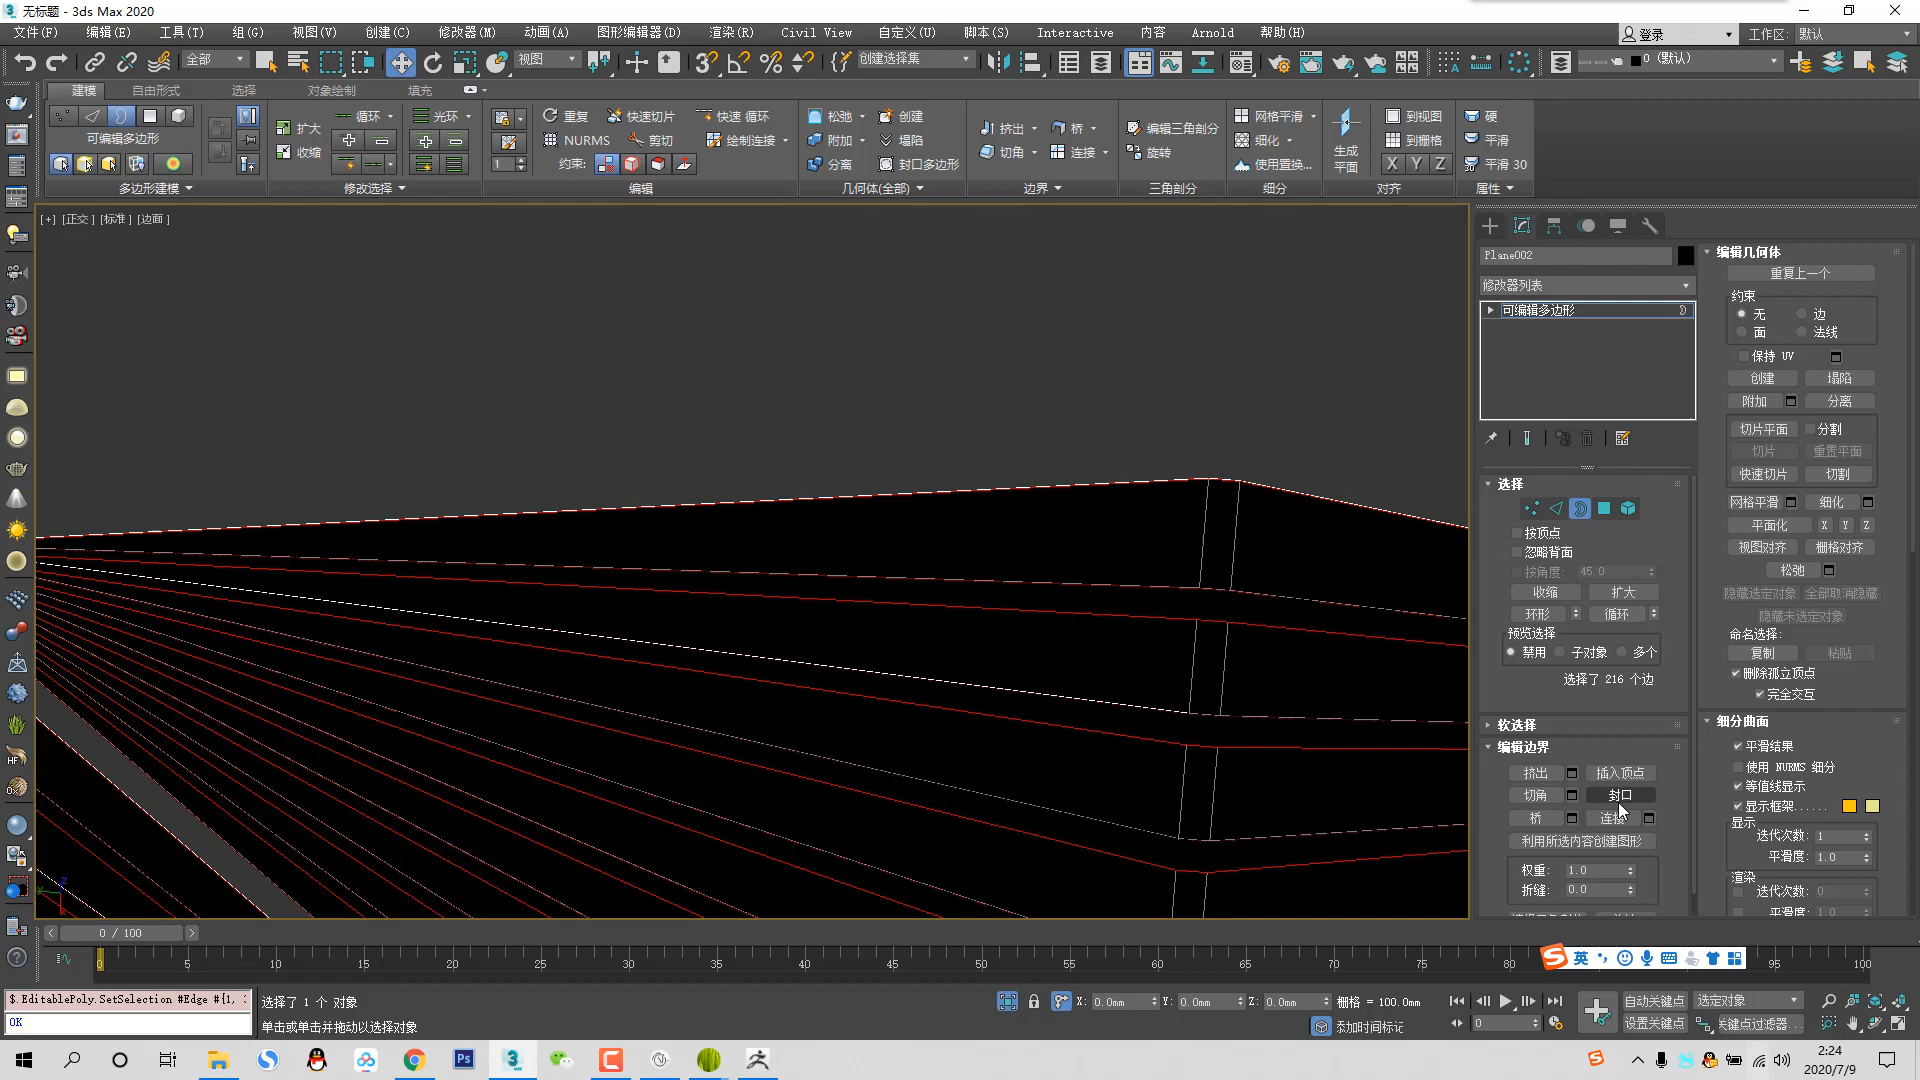 无标题 - 3ds Max 2020
文件(F) 编辑(E) 工具(T) 组(G) 视图(V) 创建(C) 修改器(M) 动画(A) 图形编辑器(D) 渲染(R) Civil View 自定义(U) 脚本(S) Interactive 内容 Arnold 帮助(H) 登录 工作区: 默认
全部 视图 创建选择集 0 (默认)
建模 自由形式 选择 对象绘制 填充
可编辑多边形 扩大 循环 光环 重复 快速切片 快速 循环 松弛 创建 挤出 桥 编辑三角剖分 网格平滑 到视图 硬
收缩 NURMS 剪切 绘制连接 附加 塌陷 切角 连接 旋转 细化 生成平面 到栅格 平滑
1 约束: 分离 封口多边形 使用置换... X Y Z 平滑 30
多边形建模 修改选择 编辑 几何体(全部) 边界 三角剖分 细分 对齐 属性
[+] [正交] [标准] [边面]
Plane002
修改器列表
可编辑多边形
选择
按顶点
忽略背面
按角度: 45.0
收缩 扩大
环形 循环
预览选择
禁用 子对象 多个
选择了 216 个边
软选择
编辑边界
挤出 插入顶点
切角 封口
桥 连接
利用所选内容创建图形
权重: 1.0
折缝: 0.0
编辑几何体
重复上一个
约束
无 边
面 法线
保持 UV
创建 塌陷
附加 分离
切片平面 分割
切片 重置平面
快速切片 切割
网格平滑 细化
平面化 X Y Z
视图对齐 栅格对齐
松弛
隐藏选定对象 全部取消隐藏
隐藏未选定对象
命名选择:
复制 粘贴
删除孤立顶点
完全交互
细分曲面
平滑结果
使用 NURMS 细分
等值线显示
显示框架......
显示
迭代次数: 1
平滑度: 1.0
渲染
迭代次数: 0
平滑度: 1.0
0 / 100
0 5 10 15 20 25 30 35 40 45 50 55 60 65 70 75 80 英 95 100
$.EditablePoly.SetSelection #Edge #{1,
OK
选择了 1 个 对象
单击或单击并拖动以选择对象
X: 0.0mm Y: 0.0mm Z: 0.0mm 栅格 = 100.0mm
添加时间标记
0
自动关键点 选定对象
设置关键点 关键点过滤器...
2:24
2020/7/9